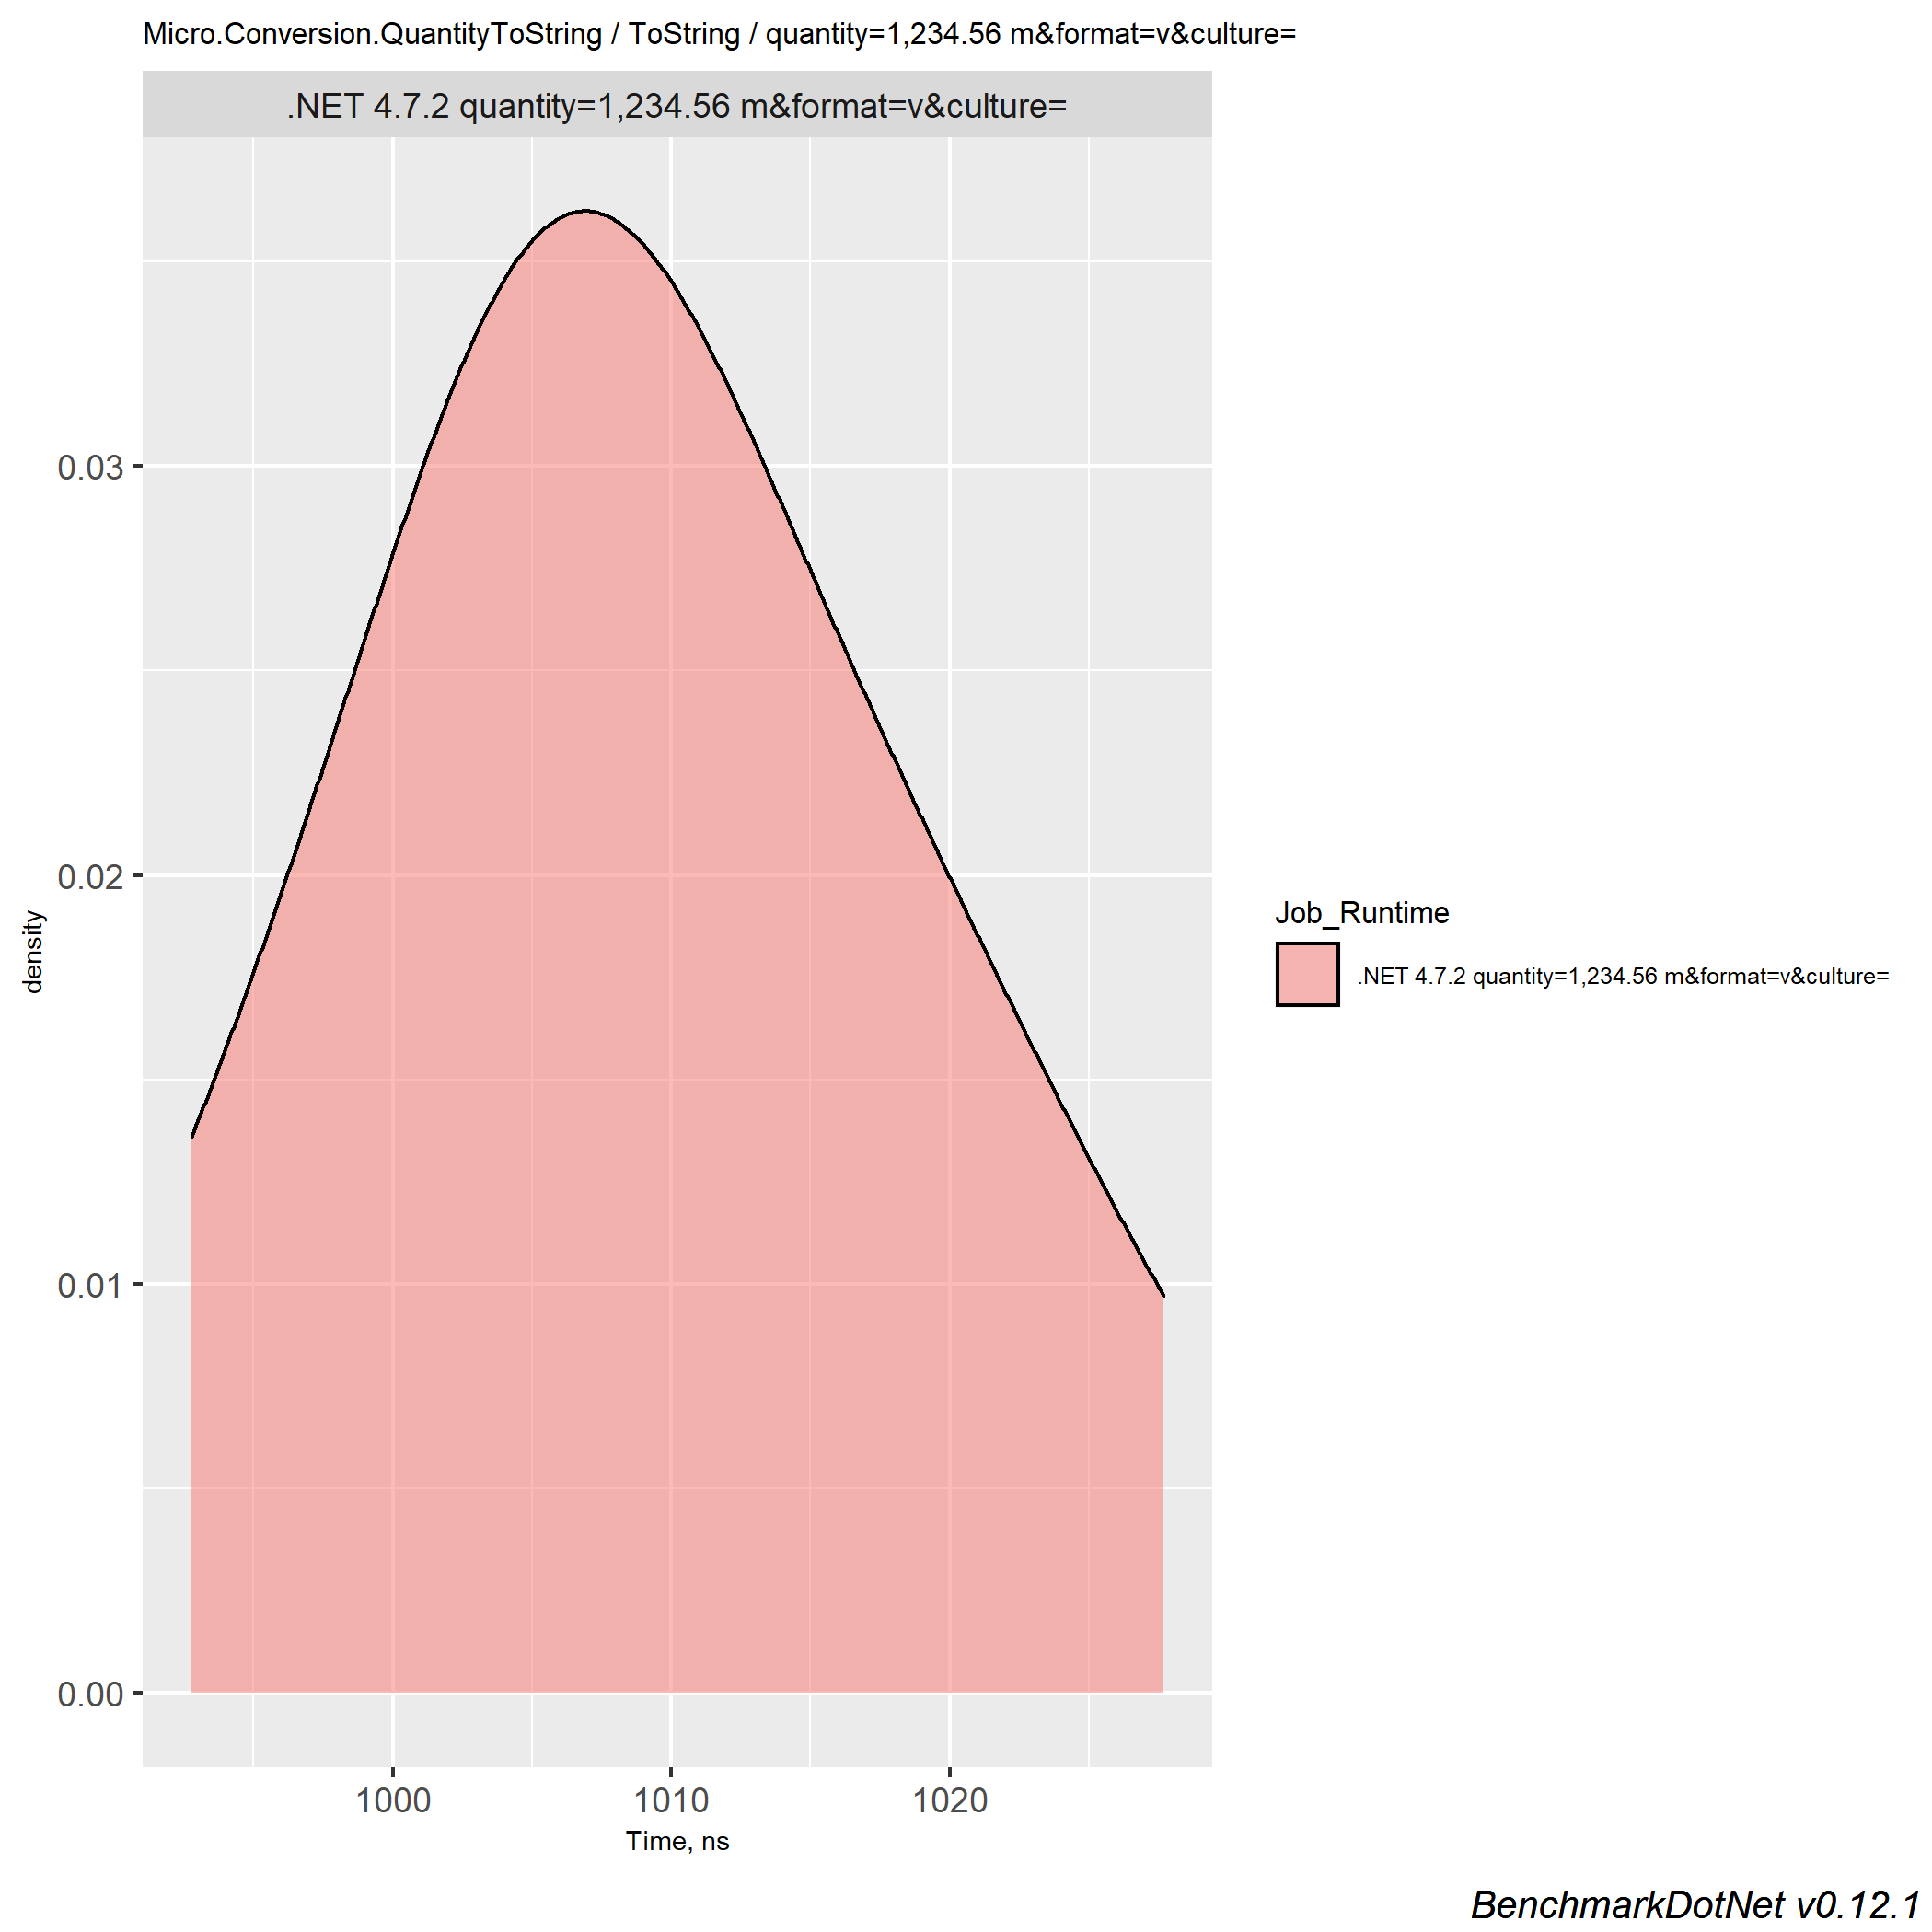 Micro.Conversion.QuantityToString / ToString / quantity=1,234.56 m&format=v&culture=
.NET 4.7.2 quantity=1,234.56 m&format=v&culture=
0.03
0.02
0.01
0.00
density
1000 1010 1020
Time, ns
Job_Runtime
.NET 4.7.2 quantity=1,234.56 m&format=v&culture=
BenchmarkDotNet v0.12.1